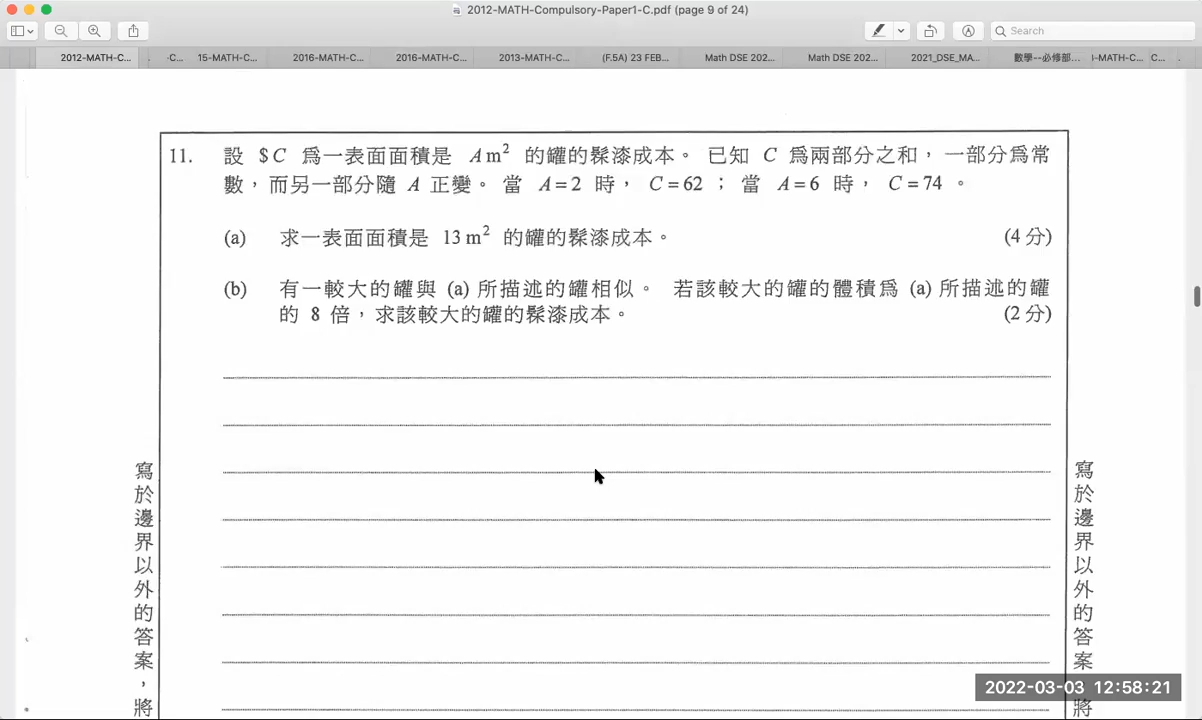 2012-MATH-Compulsory-Paper1-C.pdf (page 9 of 24)
Search
2012-MATH-C... -C... 15-MATH-C... 2016-MATH-C... 2016-MATH-C... 2013-MATH-C... (F.5A) 23 FEB... Math DSE 202... Math DSE 202... 2021_DSE_MA... 數學--必修部... I-MATH-C... C...
11. 設 $C 為一表面面積是 A m² 的罐的髹漆成本。 已知 C 為兩部分之和，一部分為常
數，而另一部分隨 A 正變。當 A=2 時， C=62 ； 當 A=6 時， C=74 。
(a) 求一表面面積是 13 m² 的罐的髹漆成本。 (4 分)
(b) 有一較大的罐與 (a) 所描述的罐相似。 若該較大的罐的體積為 (a) 所描述的罐
的 8 倍，求該較大的罐的髹漆成本。 (2 分)
寫於邊界以外的答案，將
寫於邊界以外的答案 將
2022-03-03 12:58:21